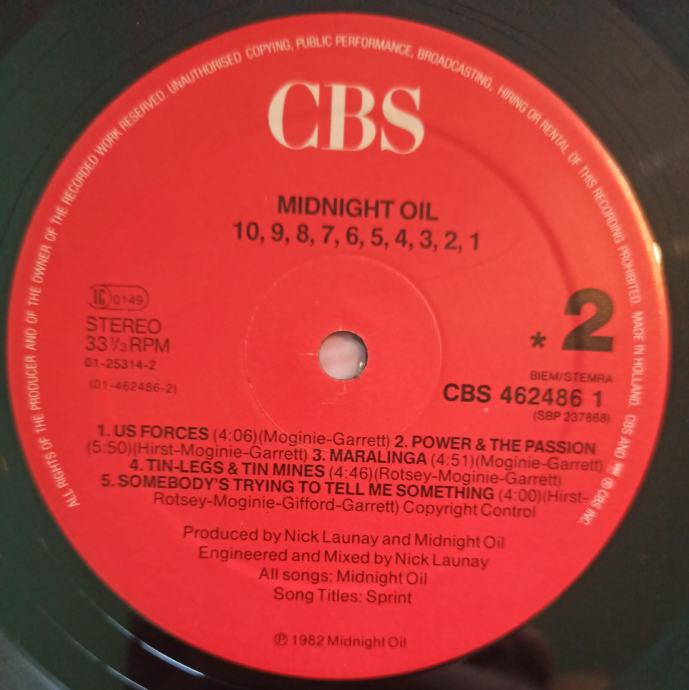 ALL RIGHTS OF THE PRODUCER AND OF THE OWNER OF THE RECORDED WORK RESERVED. UNAUTHORISED COPYING, PUBLIC PERFORMANCE, BROADCASTING, HIRING OR RENTAL OF THIS RECORDING PROHIBITED. MADE IN HOLLAND. CBS AND ® CBS INC.
CBS
MIDNIGHT OIL
10, 9, 8, 7, 6, 5, 4, 3, 2, 1
LC 0149
STEREO
33⅓ RPM
01-25314-2
(01-462486-2)
* 2
BIEM/STEMRA
CBS 462486 1
(SBP 237868)
1. US FORCES (4:06)(Moginie-Garrett) 2. POWER & THE PASSION
(5:50)(Hirst-Moginie-Garrett) 3. MARALINGA (4:51)(Moginie-Garrett)
4. TIN-LEGS & TIN MINES (4:46)(Rotsey-Moginie-Garrett)
5. SOMEBODY'S TRYING TO TELL ME SOMETHING (4:00)(Hirst-
Rotsey-Moginie-Gifford-Garrett) Copyright Control
Produced by Nick Launay and Midnight Oil
Engineered and Mixed by Nick Launay
All songs: Midnight Oil
Song Titles: Sprint
℗ 1982 Midnight Oil